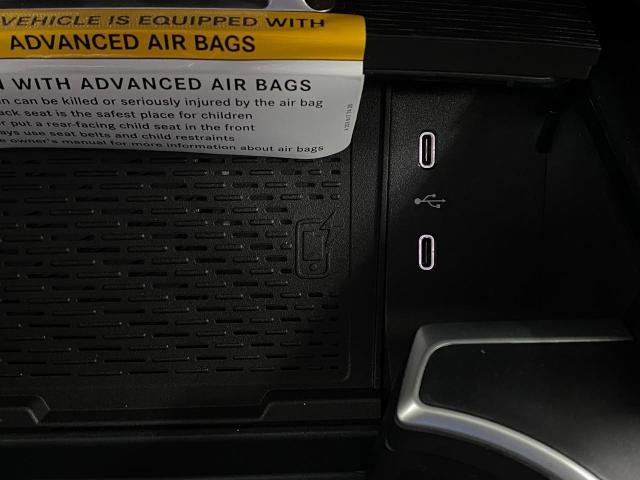 VEHICLE IS EQUIPPED WITH
ADVANCED AIR BAGS
WITH ADVANCED AIR BAGS
can be killed or seriously injured by the air bag
seat is the safest place for children
put a rear-facing child seat in the front
use seat belts and child restraints
owner's manual for more information about air bags